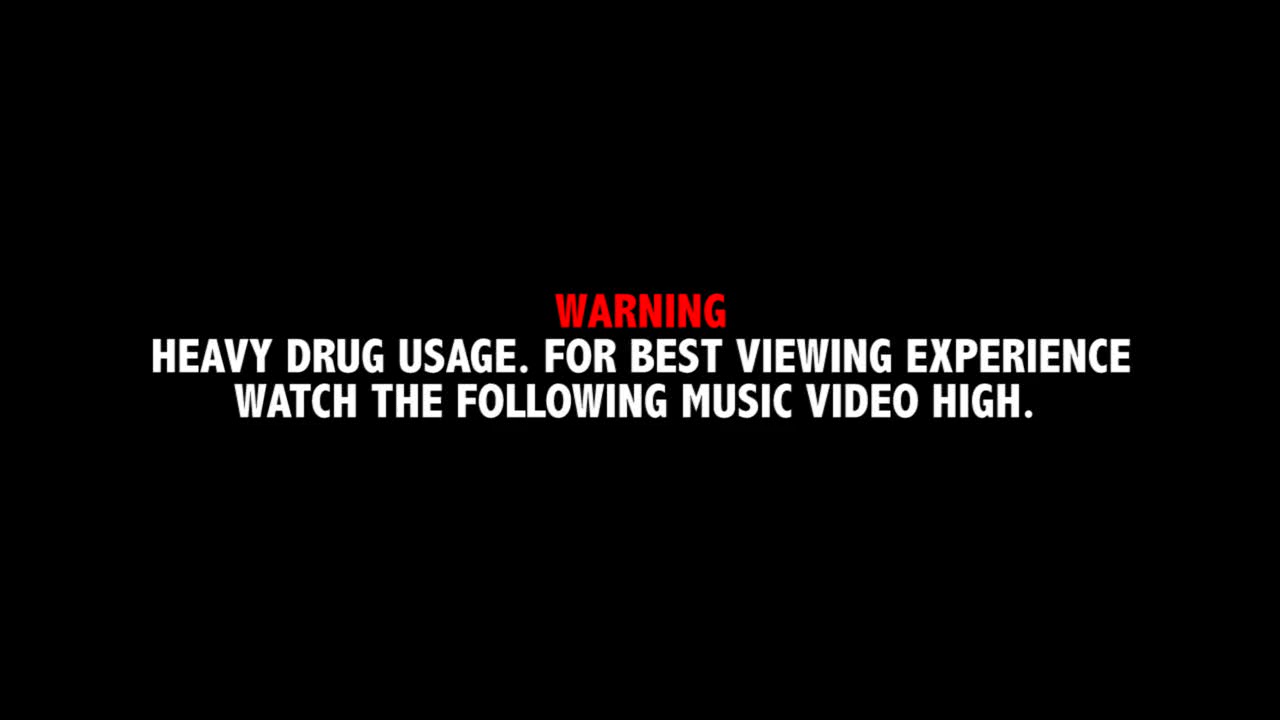 WARNING
HEAVY DRUG USAGE. FOR BEST VIEWING EXPERIENCE
WATCH THE FOLLOWING MUSIC VIDEO HIGH.